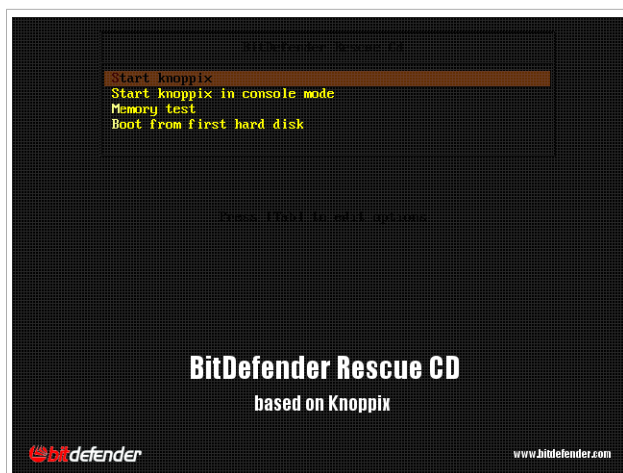 BitDefender Rescue CD
Start knoppix
Start knoppix in console mode
Memory test
Boot from first hard disk
Press [Tab] to edit options
BitDefender Rescue CD
based on Knoppix
bitdefender
www.bitdefender.com